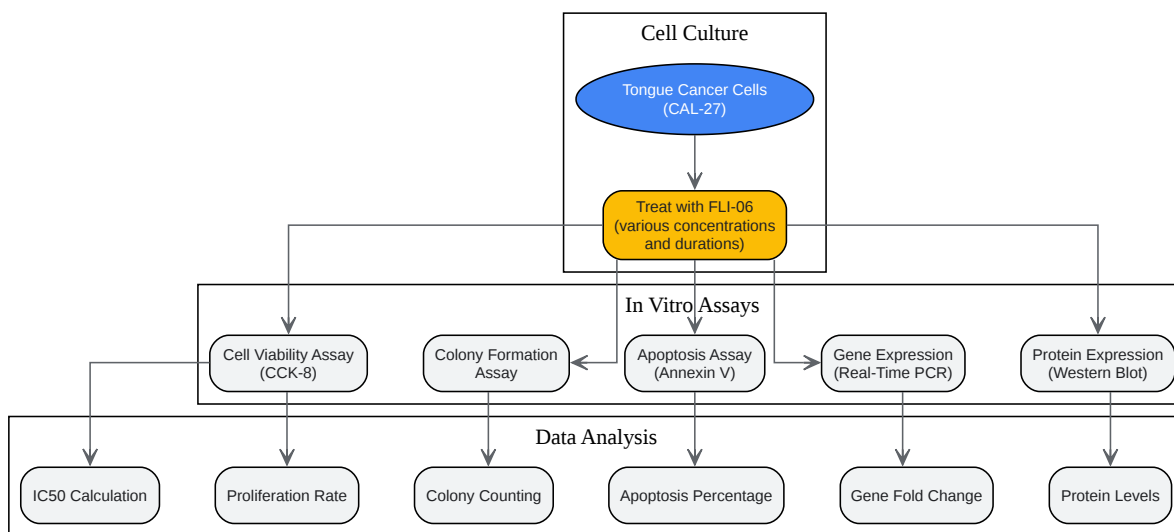 Cell Culture
Tongue Cancer Cells
(CAL-27)
Treat with FLI-06
(various concentrations
and durations)
In Vitro Assays
Cell Viability Assay
(CCK-8)
Colony Formation
Assay
Apoptosis Assay
(Annexin V)
Gene Expression
(Real-Time PCR)
Protein Expression
(Western Blot)
Data Analysis
IC50 Calculation
Proliferation Rate
Colony Counting
Apoptosis Percentage
Gene Fold Change
Protein Levels